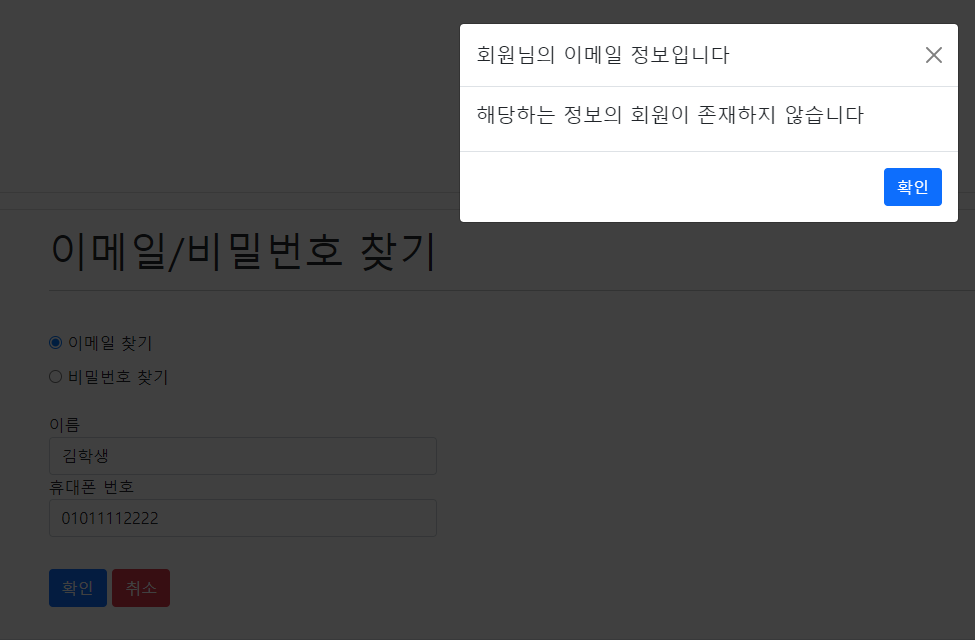 회원님의 이메일 정보입니다
해당하는 정보의 회원이 존재하지 않습니다
확인
이메일/비밀번호 찾기
이메일 찾기
비밀번호 찾기
이름
김학생
휴대폰 번호
01011112222
확인 취소